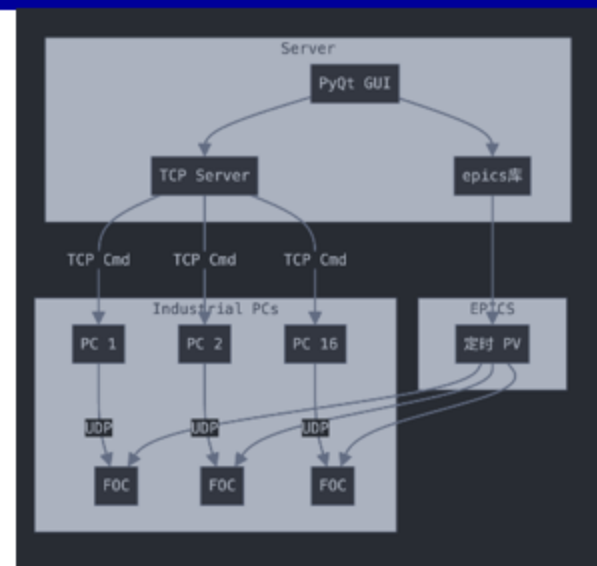 Server
PyQt GUI
TCP Server
epics库
TCP Cmd
TCP Cmd
TCP Cmd
Industrial PCs
EPICS
PC 1
PC 2
PC 16
定时 PV
UDP
UDP
UDP
FOC
FOC
FOC